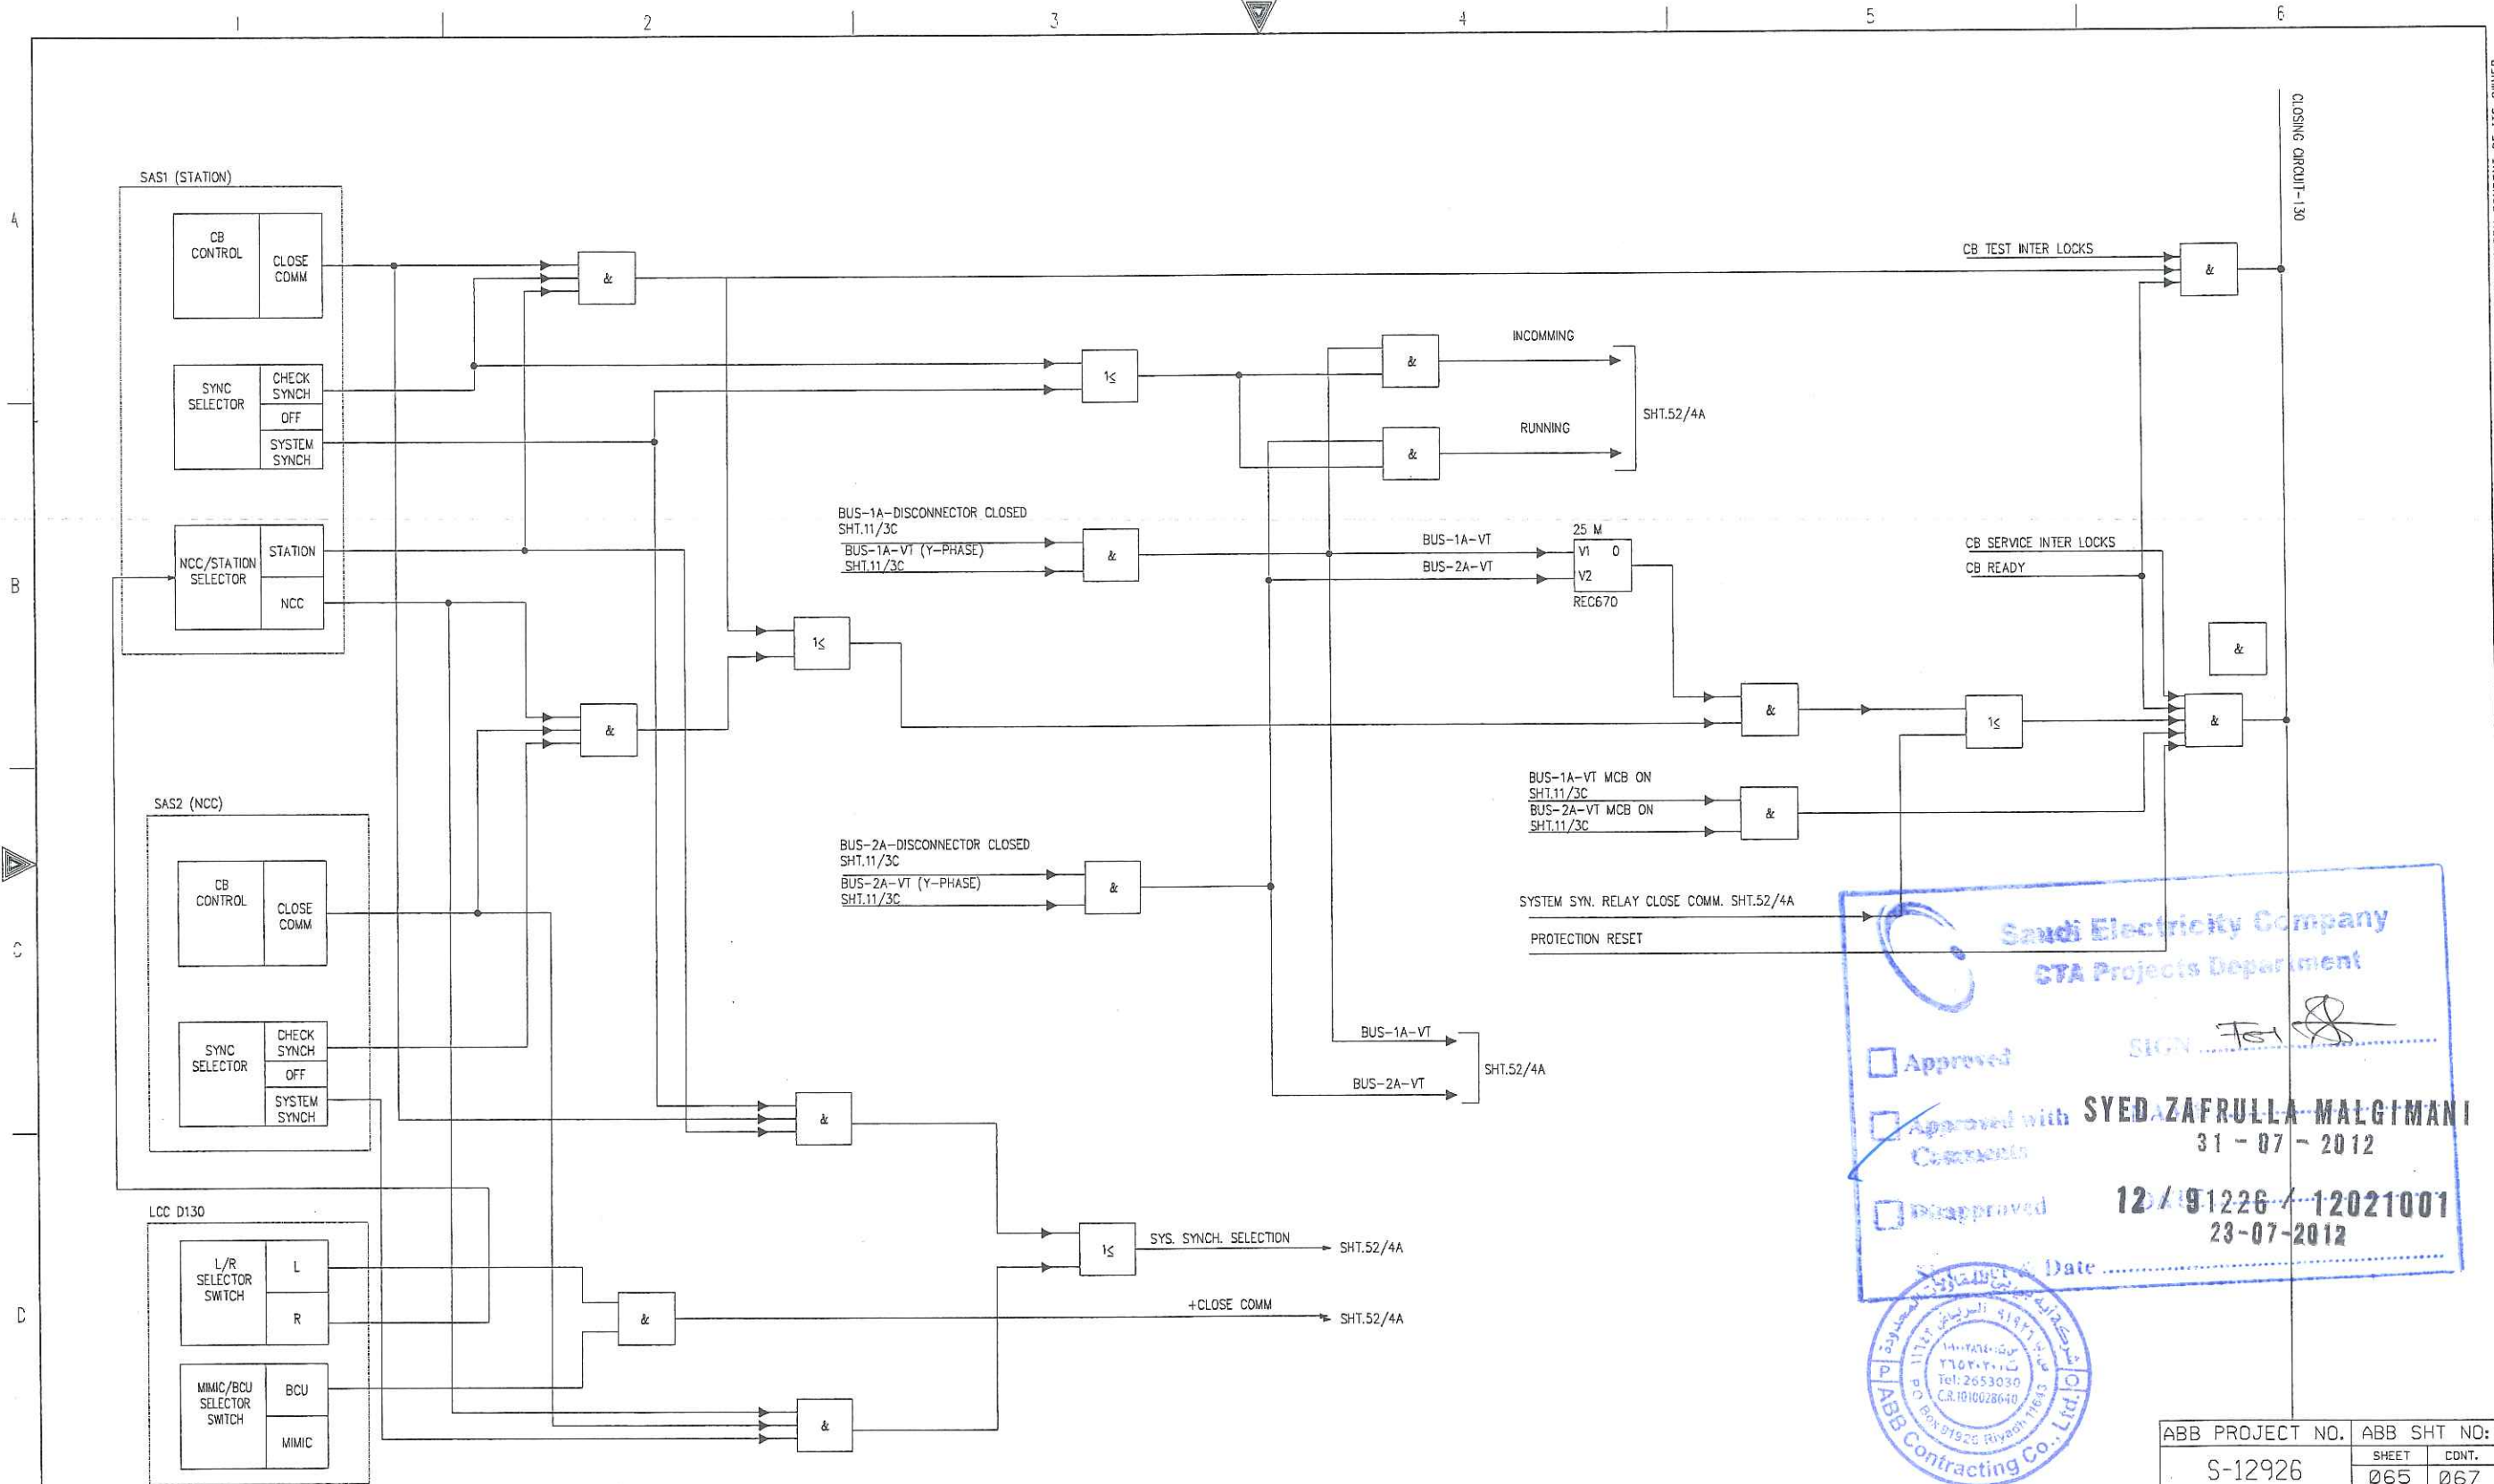 1 2 3 4 5 6
A
B
C
D
CLOSING CIRCUIT-130
SAS1 (STATION)
CB CONTROL
CLOSE COMM
SYNC SELECTOR
CHECK SYNCH
OFF
SYSTEM SYNCH
NCC/STATION SELECTOR
STATION
NCC
&
CB TEST INTER LOCKS
&
1≤
&
INCOMMING
&
RUNNING
SHT.52/4A
BUS-1A-DISCONNECTOR CLOSED
SHT.11/3C
BUS-1A-VT (Y-PHASE)
SHT.11/3C
&
BUS-1A-VT
BUS-2A-VT
25 M
V1 0
V2
REC670
CB SERVICE INTER LOCKS
CB READY
&
1≤
&
&
1≤
&
SAS2 (NCC)
CB CONTROL
CLOSE COMM
SYNC SELECTOR
CHECK SYNCH
OFF
SYSTEM SYNCH
BUS-2A-DISCONNECTOR CLOSED
SHT.11/3C
BUS-2A-VT (Y-PHASE)
SHT.11/3C
&
BUS-1A-VT MCB ON
SHT.11/3C
BUS-2A-VT MCB ON
SHT.11/3C
&
SYSTEM SYN. RELAY CLOSE COMM. SHT.52/4A
PROTECTION RESET
BUS-1A-VT
BUS-2A-VT
SHT.52/4A
&
LCC D130
L/R SELECTOR SWITCH
L
R
MIMIC/BCU SELECTOR SWITCH
BCU
MIMIC
1≤
SYS. SYNCH. SELECTION
SHT.52/4A
&
+CLOSE COMM
SHT.52/4A
&
Saudi Electricity Company
CTA Projects Department
SIGN
Approved
Approved with Comments
SYED ZAFRULLA MALGIMANI
31-07-2012
Disapproved
12/91226/12021001
23-07-2012
& Date
Tel: 2653030
C.R.1010028640
P.O. Box 91926 Riyadh 11643
ABB Contracting Co., Ltd.
ABB PROJECT NO.
ABB SHT NO:
S-12926
SHEET
CONT.
065
067